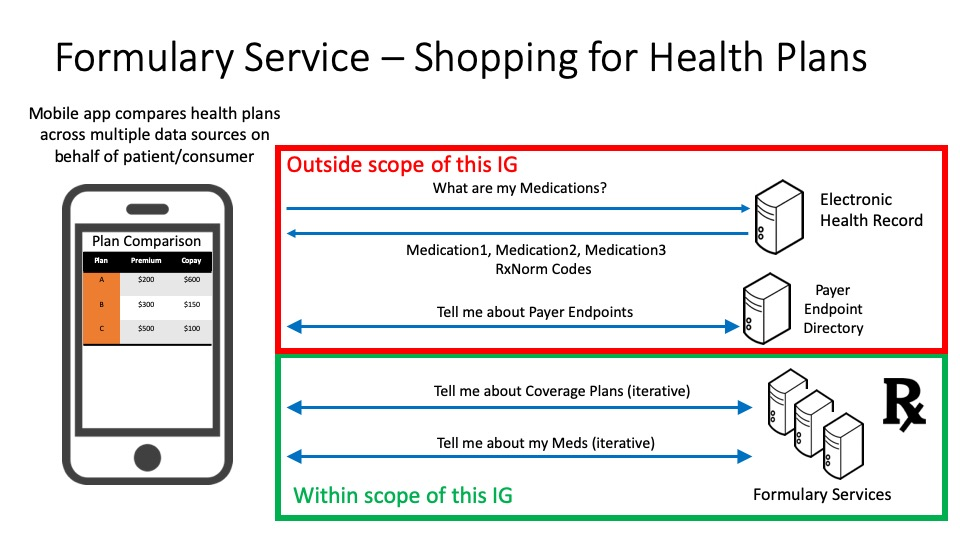 Formulary Service – Shopping for Health Plans
Mobile app compares health plans
across multiple data sources on
behalf of patient/consumer
Plan Comparison
Plan Premium Copay
A $200 $600
B $300 $150
C $500 $100
Outside scope of this IG
What are my Medications?
Electronic
Health Record
Medication1, Medication2, Medication3
RxNorm Codes
Tell me about Payer Endpoints
Payer
Endpoint
Directory
Tell me about Coverage Plans (iterative)
Rx
Tell me about my Meds (iterative)
Formulary Services
Within scope of this IG